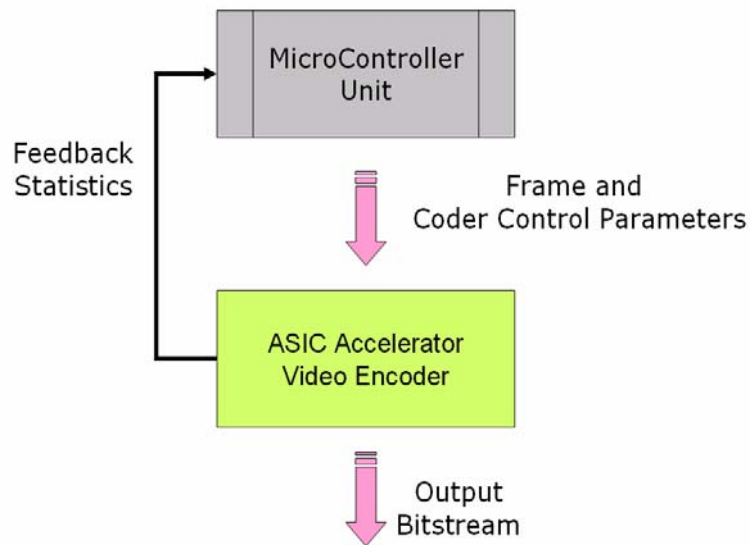 MicroController
Unit
Feedback
Statistics
Frame and
Coder Control Parameters
ASIC Accelerator
Video Encoder
Output
Bitstream